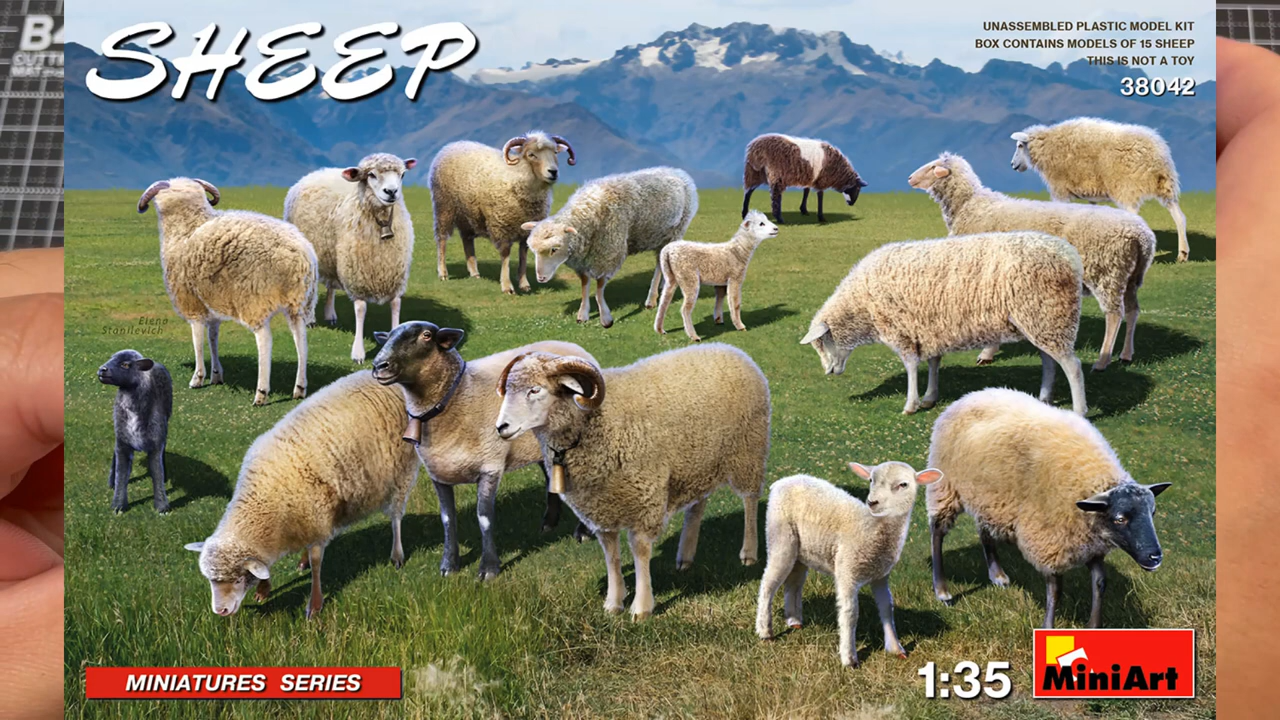 SHEEP
UNASSEMBLED PLASTIC MODEL KIT
BOX CONTAINS MODELS OF 15 SHEEP
THIS IS NOT A TOY
38042
Elena
Stanilevich
MINIATURES SERIES
1:35
MiniArt